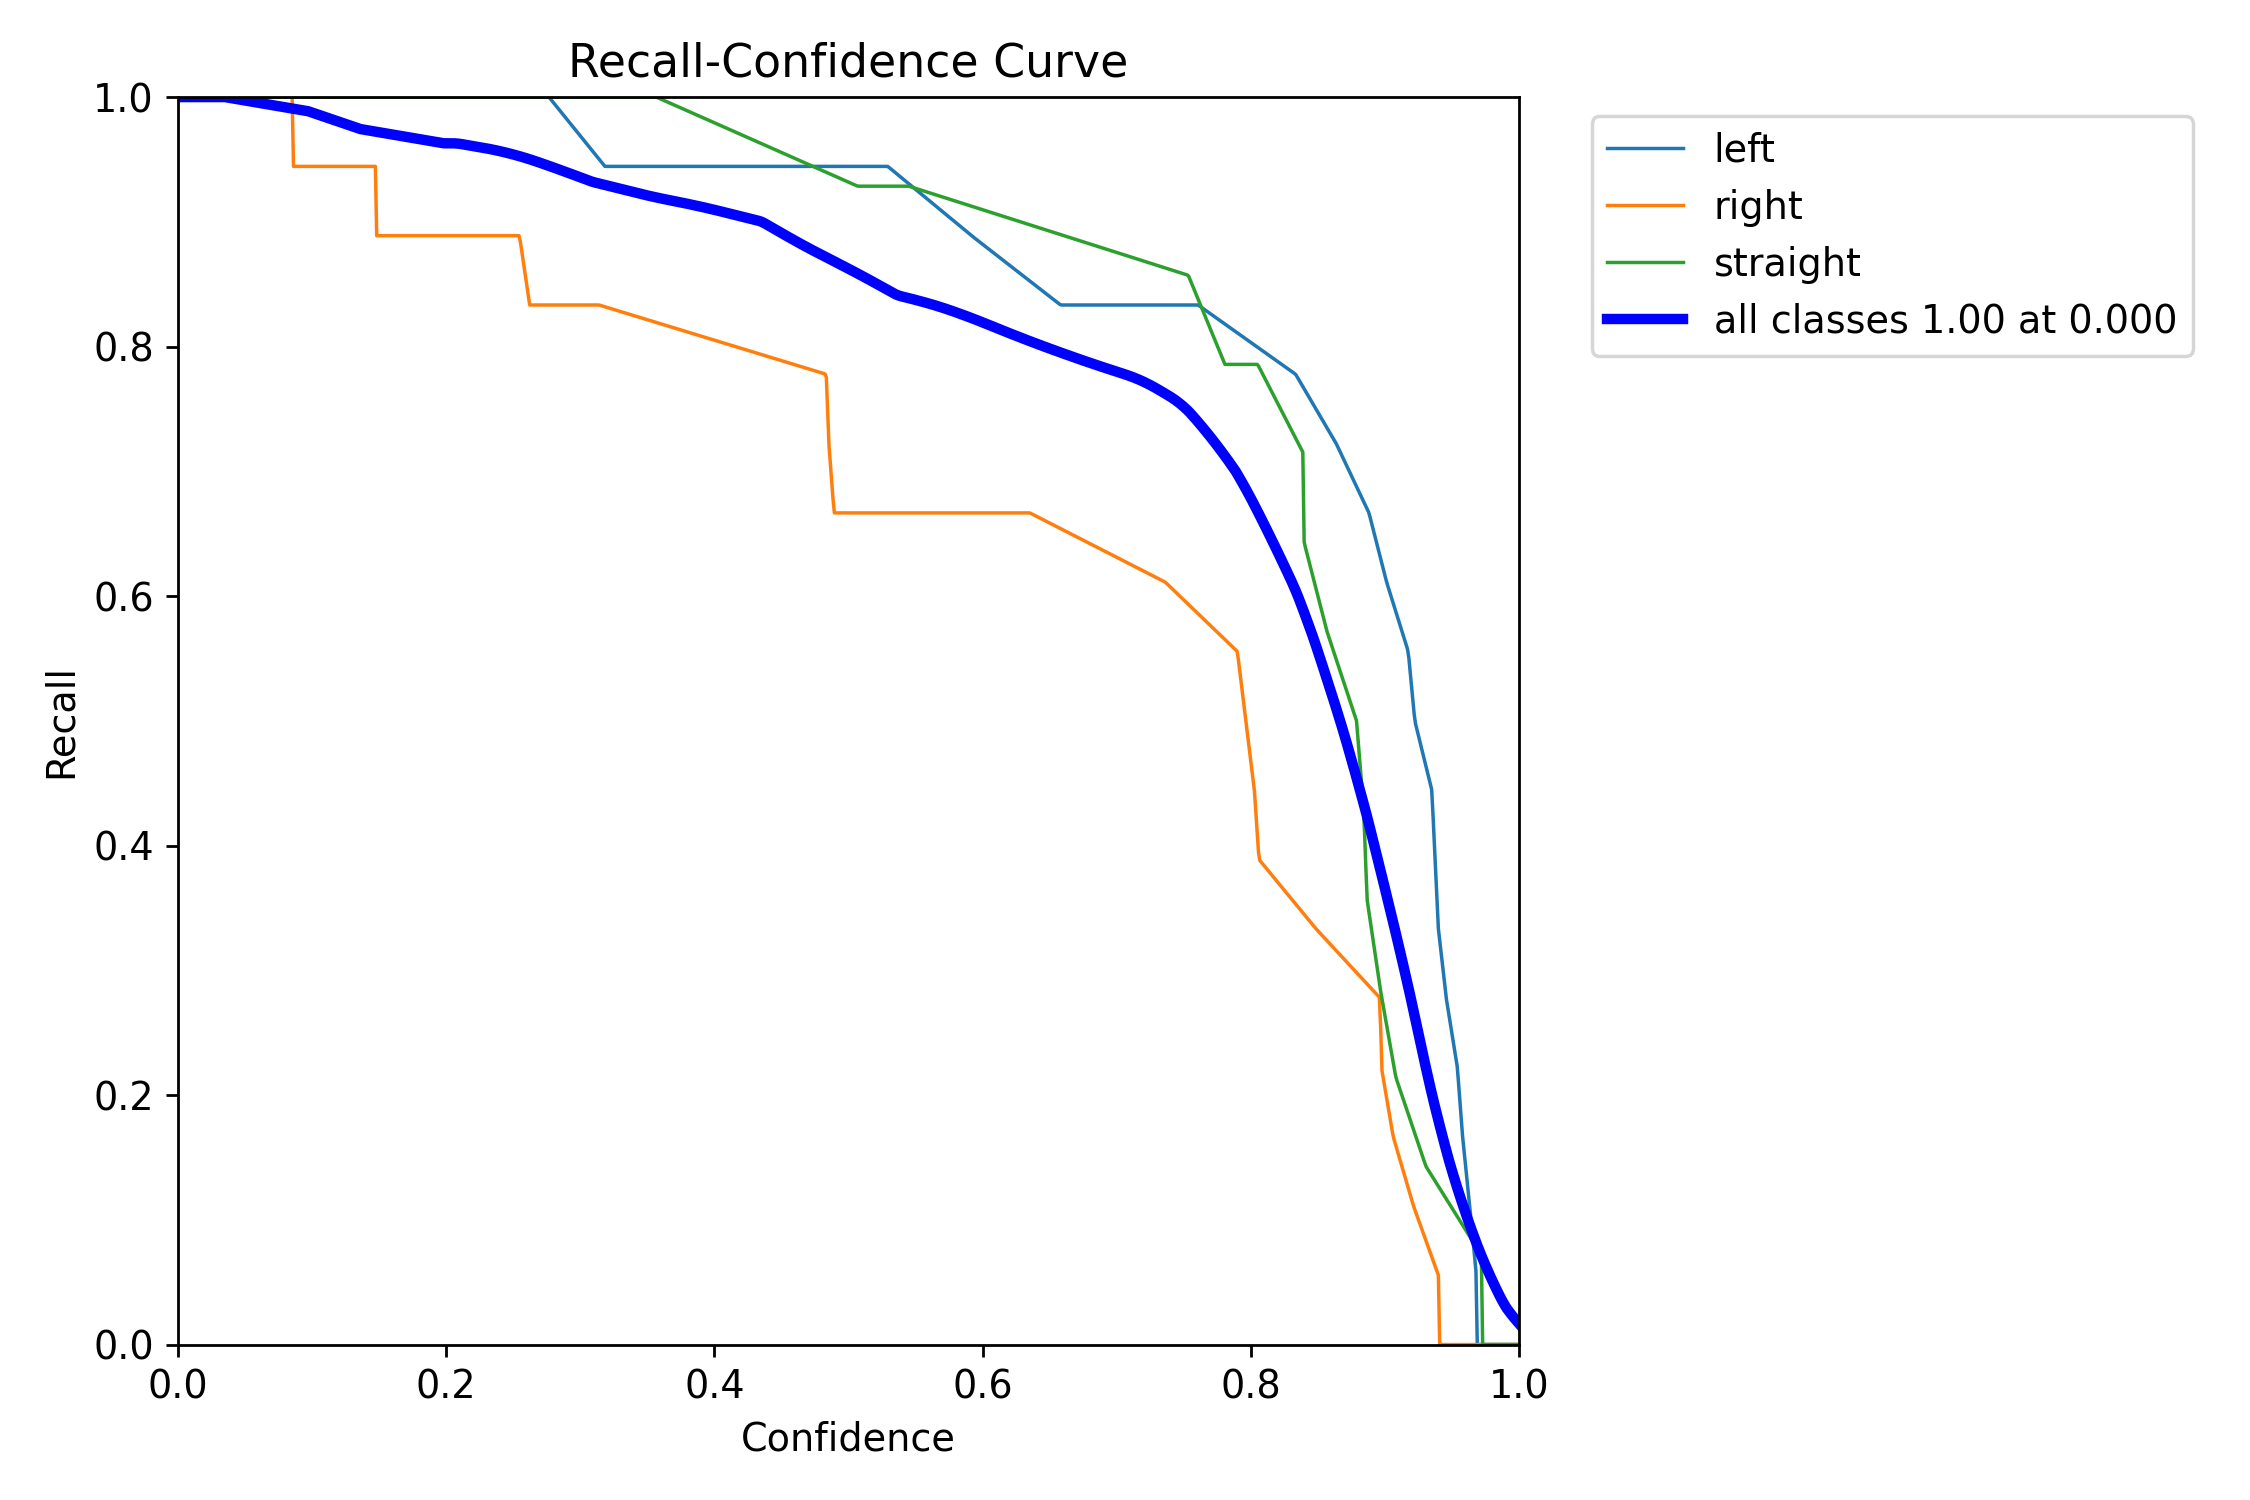 Recall-Confidence Curve
1.0
0.8
0.6
0.4
0.2
0.0
Recall
0.0 0.2 0.4 0.6 0.8 1.0
Confidence
left
right
straight
all classes 1.00 at 0.000